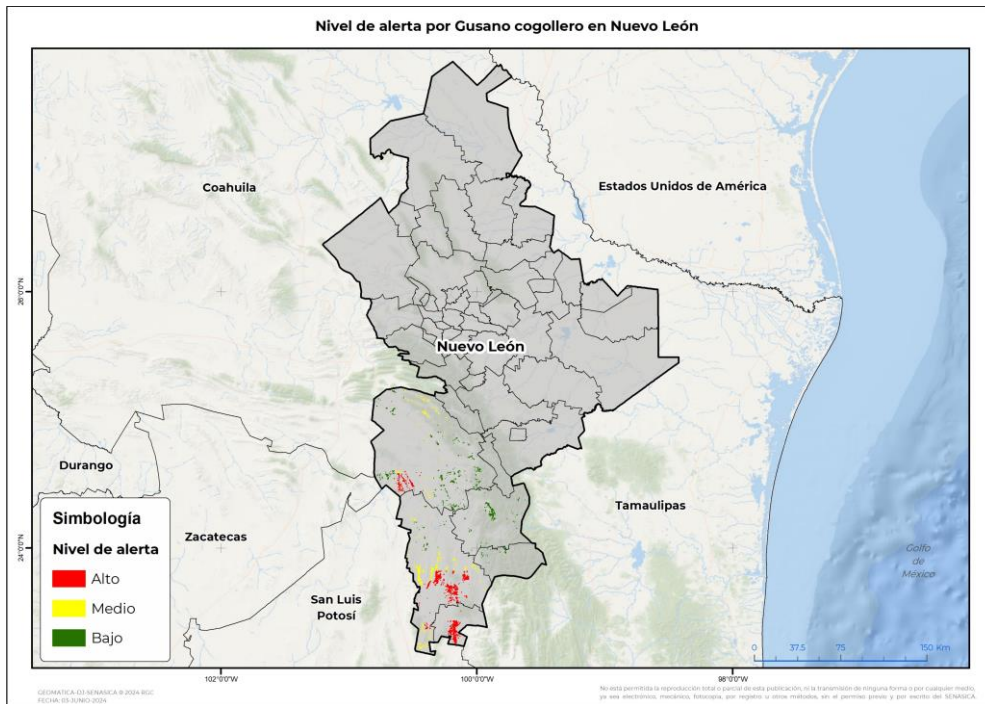 Nivel de alerta por Gusano cogollero en Nuevo León
Coahuila
Estados Unidos de América
26°0'0"N
Nuevo León
Durango
Tamaulipas
Simbología
Nivel de alerta
Alto
Medio
Bajo
Zacatecas
24°0'0"N
Golfo
de
México
San Luis
Potosí
0 37.5 75 150 Km
102°0'0"W 100°0'0"W 98°0'0"W
GEOMATICA-DJ-SENASICA ® 2024 RGC
FECHA: 03-JUNIO-2024
No está permitida la reproducción total o parcial de esta publicación, ni la transmisión de ninguna forma o por cualquier medio,
ya sea electrónico, mecánico, fotocopia, por registro u otros métodos, sin el permiso previo y por escrito del SENASICA.